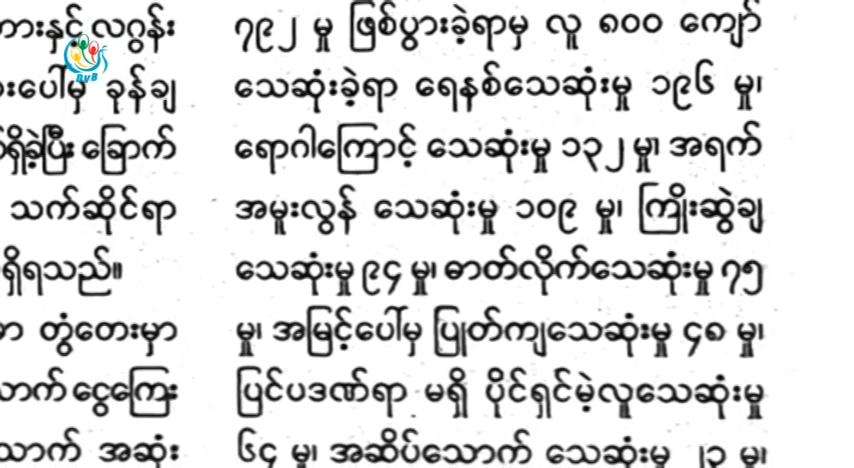 ကားနှင့် လဂွန်း
ပေါ်မှ ခုန်ချ
ရှိခဲ့ပြီး ခြောက်
သက်ဆိုင်ရာ
ရှိရသည်။
တွံတေးမှာ
ငွေကြေး
သောက် အဆုံး
၇၉၂ မှု ဖြစ်ပွားခဲ့ရာမှ လူ ၈၀၀ ကျော်
သေဆုံးခဲ့ရာ ရေနစ်သေဆုံးမှု ၁၉၆ မှု၊
ရောဂါကြောင့် သေဆုံးမှု ၁၃၂ မှု၊ အရက်
အမူးလွန် သေဆုံးမှု ၁၀၉ မှု၊ ကြိုးဆွဲချ
သေဆုံးမှု ၉၄ မှု၊ ဓာတ်လိုက်သေဆုံးမှု ၇၅
မှု၊ အမြင့်ပေါ်မှ ပြုတ်ကျသေဆုံးမှု ၄၈ မှု၊
ပြင်ပဒဏ်ရာ မရှိ ပိုင်ရှင်မဲ့လူသေဆုံးမှု
၆၄ မှု၊ အဆိပ်သောက် သေဆုံးမှု ၂၃ မှု၊
DVB